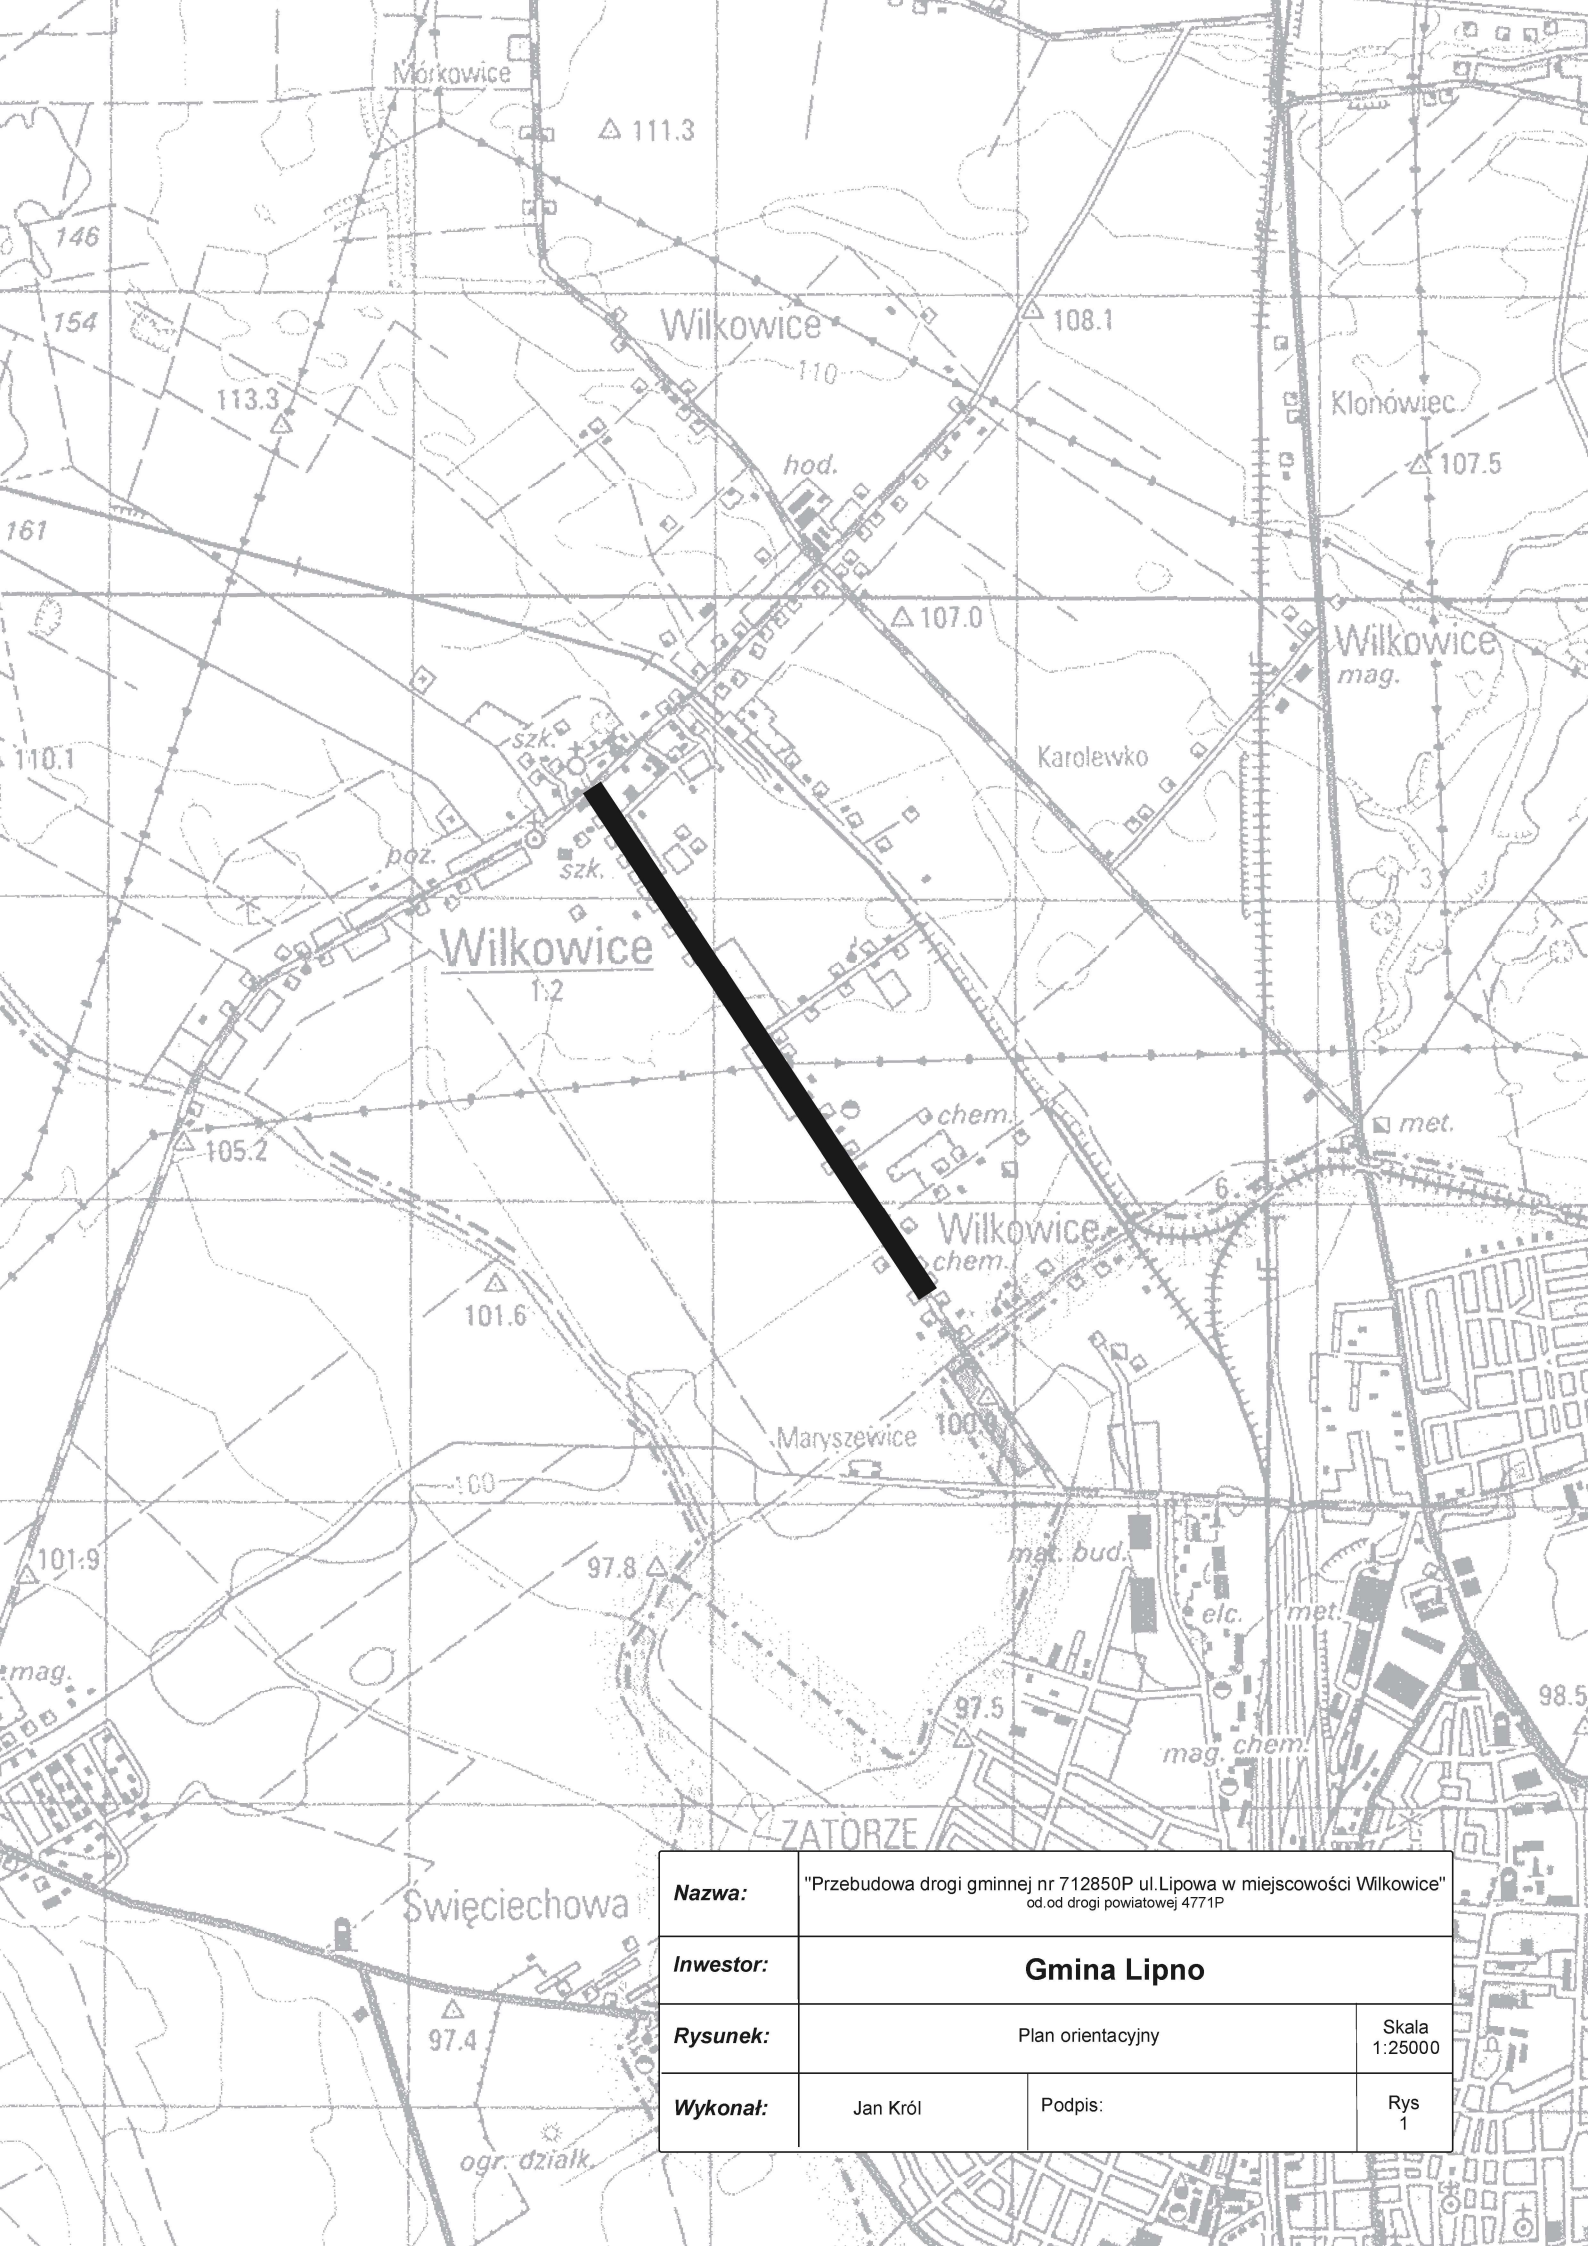 Mórkowice
111.3
146
154
Wilkowice
108.1
110
113.3
Klonówiec
hod.
107.5
161
107.0
Wilkowice
mag.
szk.
110.1
Karolewko
poż.
szk.
3
Wilkowice
1:2
chem.
met.
105.2
6
Wilkowice
chem.
101.6
100.
Maryszewice
100
101.9
97.8
mat. bud.
elc.
met.
mag.
97.5
98.5
mag. chem.
ZATORZE
Święciechowa
97.4
ogr. działk.
Nazwa:
"Przebudowa drogi gminnej nr 712850P ul.Lipowa w miejscowości Wilkowice"
od.od drogi powiatowej 4771P
Inwestor:
Gmina Lipno
Rysunek:
Plan orientacyjny
Skala
1:25000
Wykonał:
Jan Król
Podpis:
Rys
1